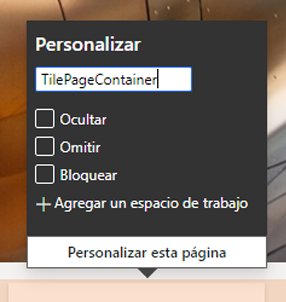 Personalizar
TilePageContainer
Ocultar
Omitir
Bloquear
Agregar un espacio de trabajo
Personalizar esta página